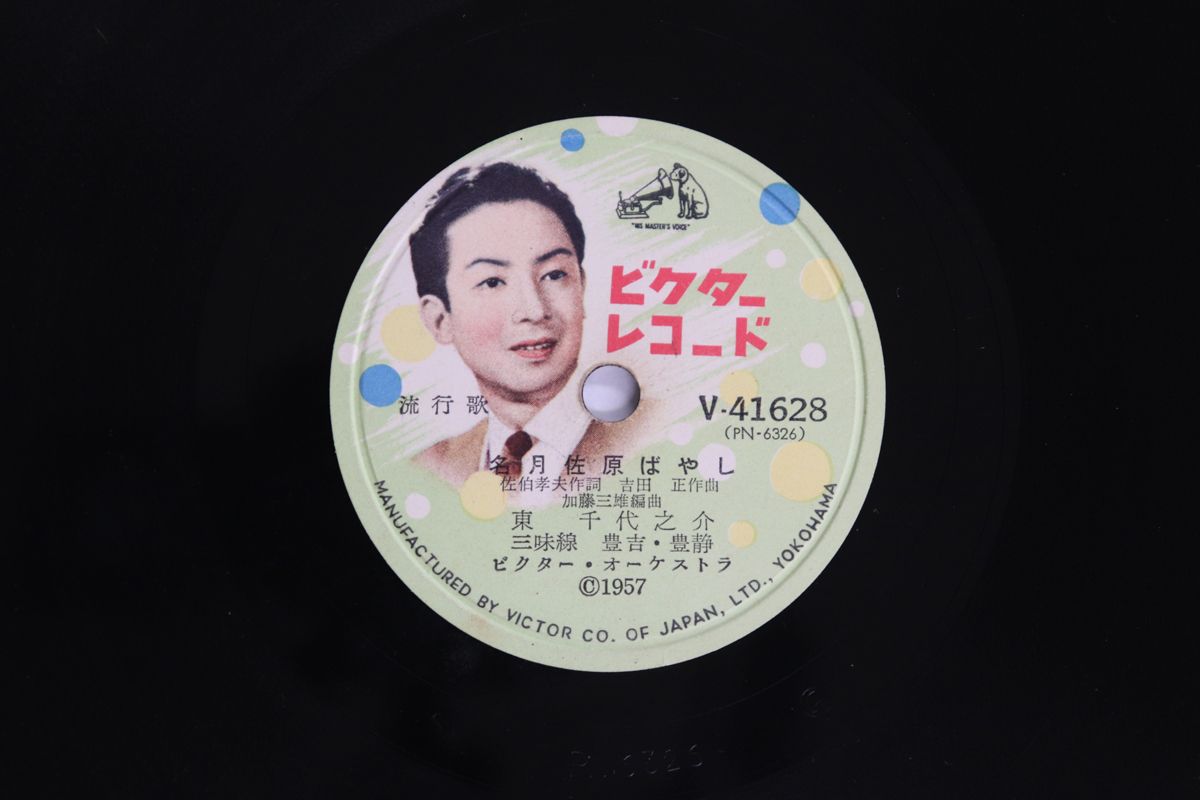 "HIS MASTER'S VOICE"
ビクター
レコード
流行歌
V-41628
(PN-6326)
名月佐原ばやし
佐伯孝夫作詞 吉田 正作曲
加藤三雄編曲
東 千代之介
三味線 豊吉・豊静
ビクター・オーケストラ
©1957
MANUFACTURED BY VICTOR CO. OF JAPAN, LTD., YOKOHAMA